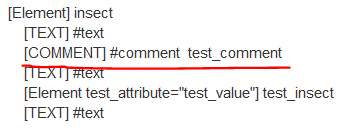 [Element] insect
[TEXT] #text
[COMMENT] #comment  test_comment
[TEXT] #text
[Element test_attribute="test_value"] test_insect
[TEXT] #text